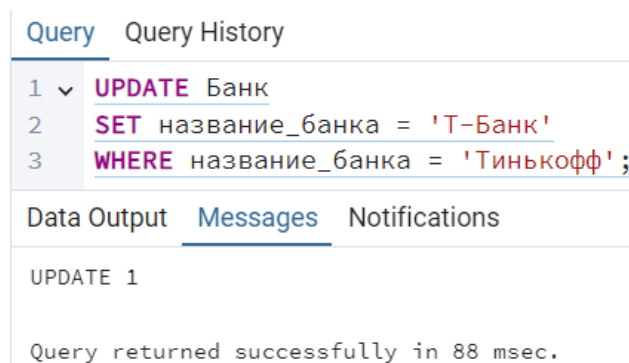 Query Query History
1 UPDATE Банк
2 SET название_банка = 'Т-Банк'
3 WHERE название_банка = 'Тинькофф';
Data Output Messages Notifications
UPDATE 1
Query returned successfully in 88 msec.